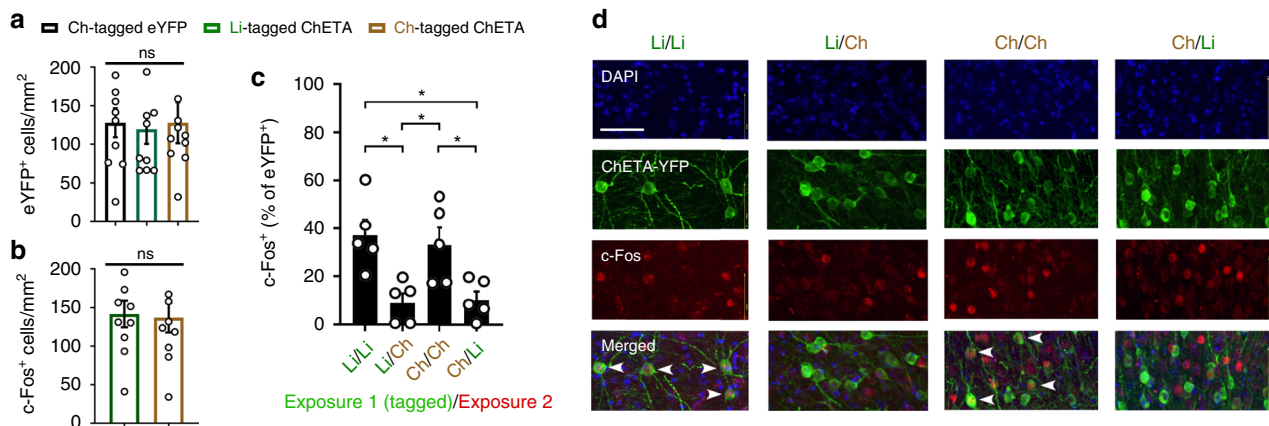 a
Ch-tagged eYFP Li-tagged ChETA Ch-tagged ChETA
ns
eYFP⁺ cells/mm²
200
150
100
50
0
b
ns
c-Fos⁺ cells/mm²
200
150
100
50
0
c
* * * *
c-Fos⁺ (% of eYFP⁺)
100
80
60
40
20
0
Li/Li Li/Ch Ch/Ch Ch/Li
Exposure 1 (tagged)/Exposure 2
d
Li/Li Li/Ch Ch/Ch Ch/Li
DAPI
ChETA-YFP
c-Fos
Merged